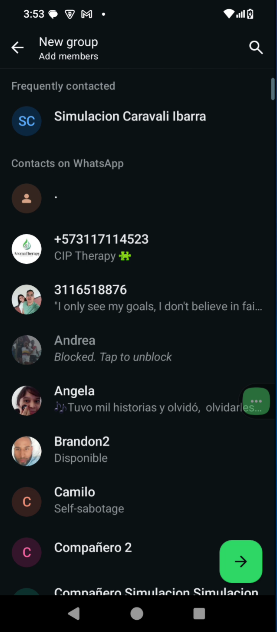 3:53
New group
Add members
Frequently contacted
SC
Simulacion Caravali Ibarra
Contacts on WhatsApp
.
+573117114523
CIP Therapy
3116518876
"I only see my goals, I don't believe in fai...
Andrea
Blocked. Tap to unblock
Angela
Tuvo mil historias y olvidó, olvidarles...
Brandon2
Disponible
C
Camilo
Self-sabotage
C
Compañero 2
Compañero Simulacion Simulacion